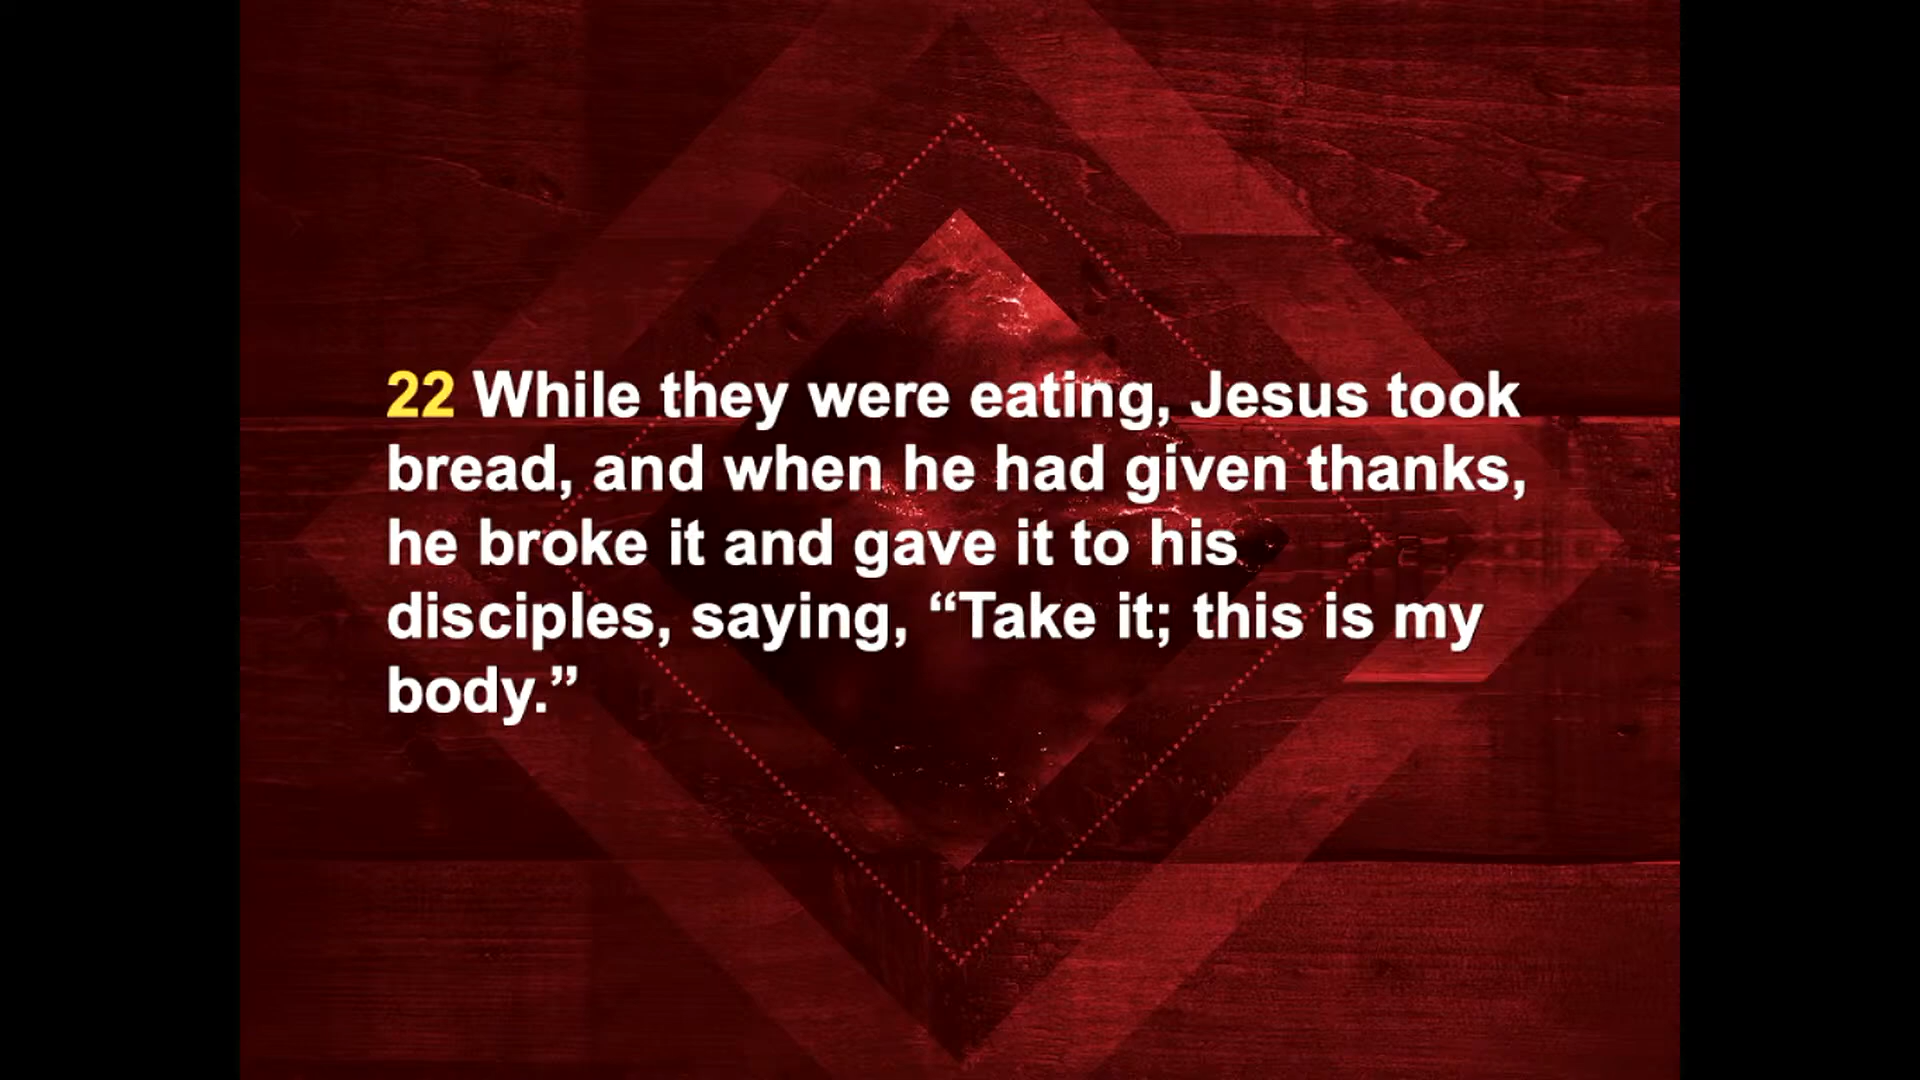 22 While they were eating, Jesus took
bread, and when he had given thanks,
he broke it and gave it to his
disciples, saying, “Take it; this is my
body.”